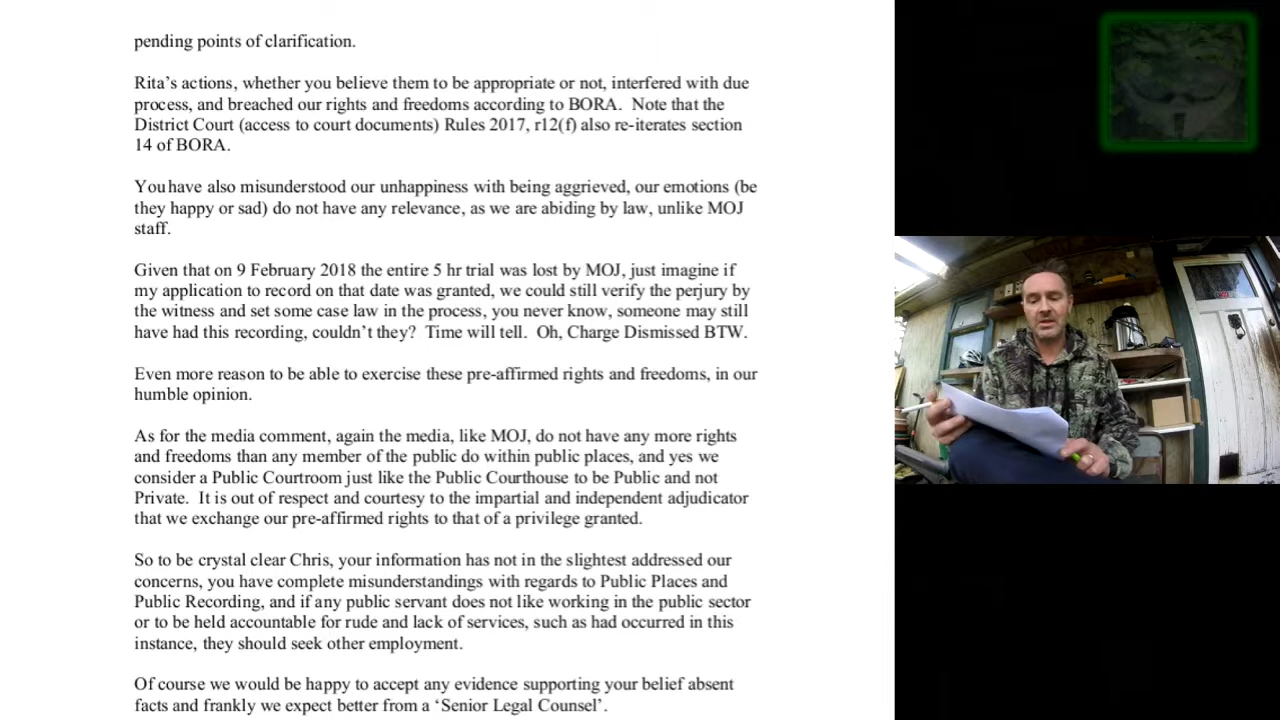 pending points of clarification.
Rita's actions, whether you believe them to be appropriate or not, interfered with due
process, and breached our rights and freedoms according to BORA.  Note that the
District Court (access to court documents) Rules 2017, r12(f) also re-iterates section
14 of BORA.
You have also misunderstood our unhappiness with being aggrieved, our emotions (be
they happy or sad) do not have any relevance, as we are abiding by law, unlike MOJ
staff.
Given that on 9 February 2018 the entire 5 hr trial was lost by MOJ, just imagine if
my application to record on that date was granted, we could still verify the perjury by
the witness and set some case law in the process, you never know, someone may still
have had this recording, couldn't they?  Time will tell.  Oh, Charge Dismissed BTW.
Even more reason to be able to exercise these pre-affirmed rights and freedoms, in our
humble opinion.
As for the media comment, again the media, like MOJ, do not have any more rights
and freedoms than any member of the public do within public places, and yes we
consider a Public Courtroom just like the Public Courthouse to be Public and not
Private.  It is out of respect and courtesy to the impartial and independent adjudicator
that we exchange our pre-affirmed rights to that of a privilege granted.
So to be crystal clear Chris, your information has not in the slightest addressed our
concerns, you have complete misunderstandings with regards to Public Places and
Public Recording, and if any public servant does not like working in the public sector
or to be held accountable for rude and lack of services, such as had occurred in this
instance, they should seek other employment.
Of course we would be happy to accept any evidence supporting your belief absent
facts and frankly we expect better from a 'Senior Legal Counsel'.